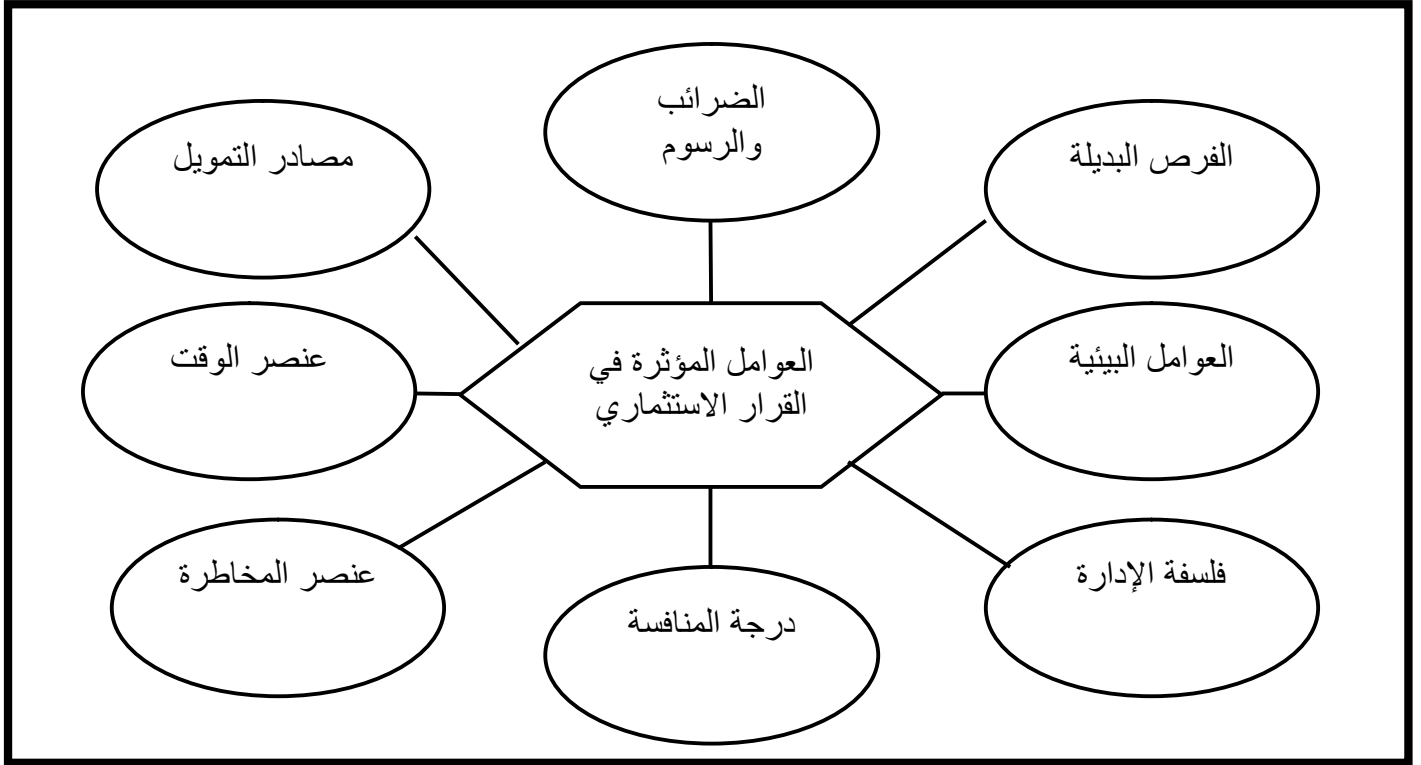 الضرائب
والرسوم
الفرص البديلة
مصادر التمويل
العوامل المؤثرة في
القرار الاستثماري
العوامل البيئية
عنصر الوقت
فلسفة الإدارة
عنصر المخاطرة
درجة المنافسة